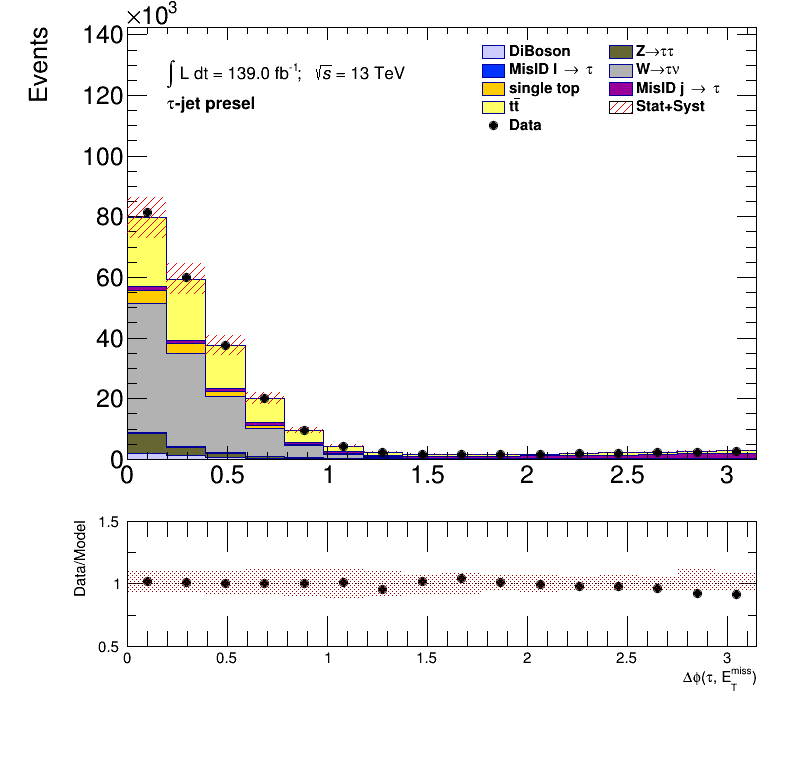 ×10³
Events
140
120
100
80
60
40
20
0
∫ L dt = 139.0 fb⁻¹; √s = 13 TeV
τ-jet presel
DiBoson
MisID l → τ
single top
tt̄
Data
Z→ττ
W→τν
MisID j → τ
Stat+Syst
0 0.5 1 1.5 2 2.5 3
Data/Model
1.5
1
0.5
0 0.5 1 1.5 2 2.5 3
Δϕ(τ, E_T^miss)